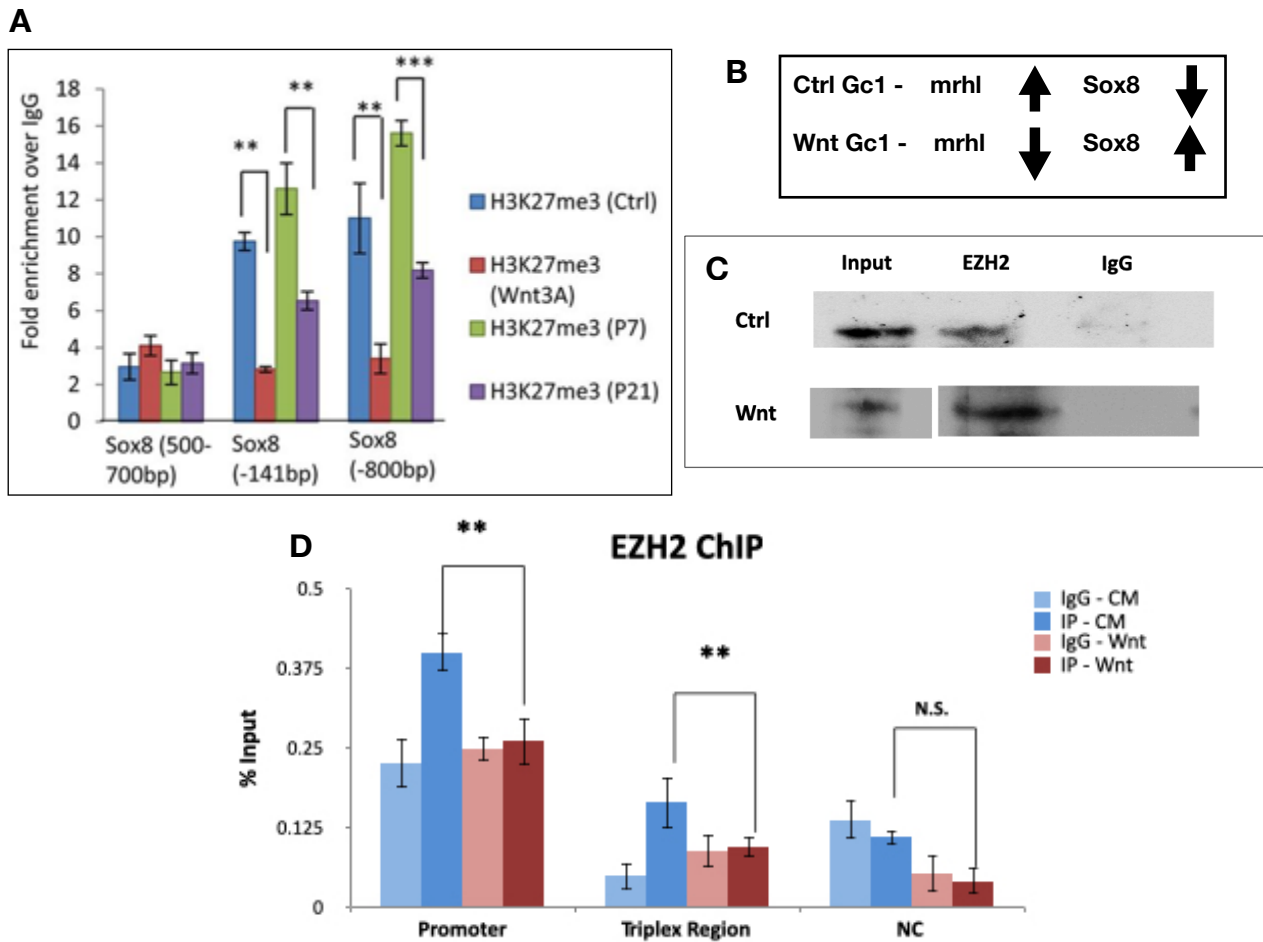 A
Fold enrichment over IgG
18
16
14
12
10
8
6
4
2
0
**
**
**
***
H3K27me3 (Ctrl)
H3K27me3
(Wnt3A)
H3K27me3 (P7)
H3K27me3 (P21)
Sox8 (500-
700bp)
Sox8
(-141bp)
Sox8
(-800bp)
B
Ctrl Gc1 - mrhl Sox8
Wnt Gc1 - mrhl Sox8
C
Input EZH2 IgG
Ctrl
Wnt
D
EZH2 ChIP
% Input
0.5
0.375
0.25
0.125
0
**
**
N.S.
IgG - CM
IP - CM
IgG - Wnt
IP - Wnt
Promoter Triplex Region NC